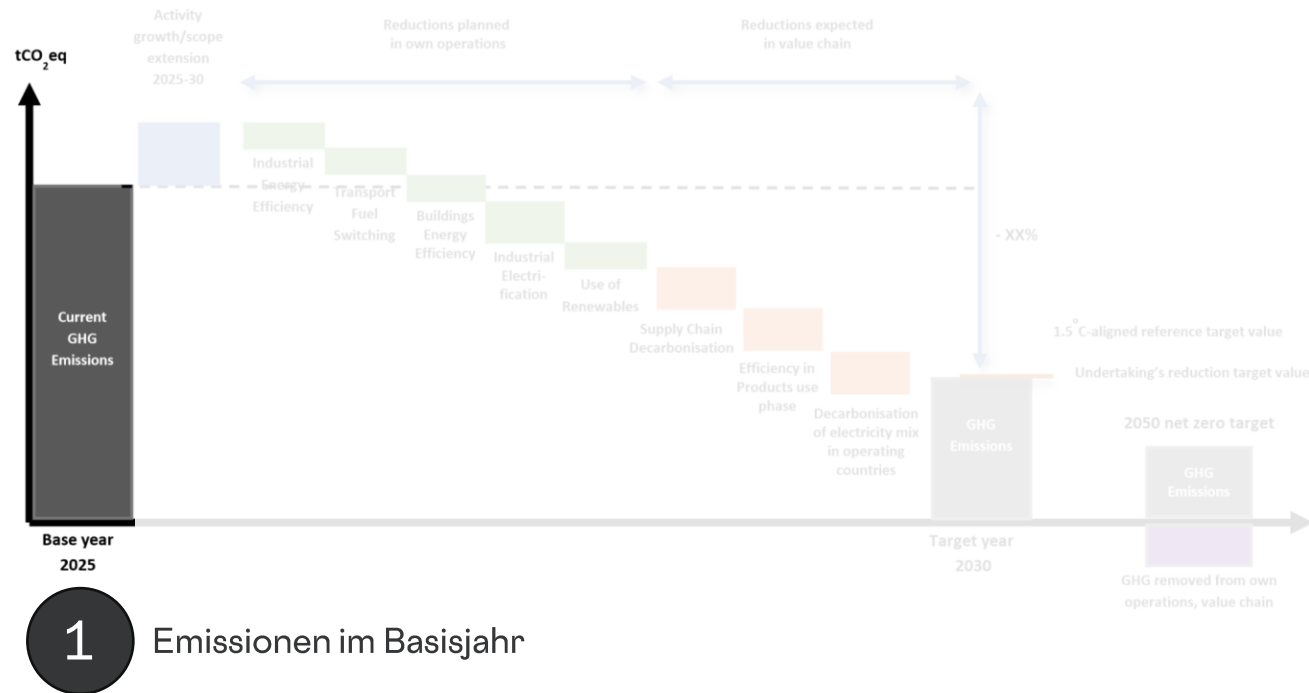 Activity
growth/scope
extension
2025-30
Reductions planned
in own operations
Reductions expected
in value chain
tCO₂eq
Industrial
Energy
Efficiency
Transport
Fuel
Switching
Buildings
Energy
Efficiency
Industrial
Electri-
fication
Use of
Renewables
Supply Chain
Decarbonisation
Efficiency in
Products use
phase
Decarbonisation
of electricity mix
in operating
countries
- XX%
1.5°C-aligned reference target value
Undertaking's reduction target value
2050 net zero target
Current
GHG
Emissions
GHG
Emissions
GHG
Emissions
Base year
2025
Target year
2030
GHG removed from own
operations, value chain
1
Emissionen im Basisjahr